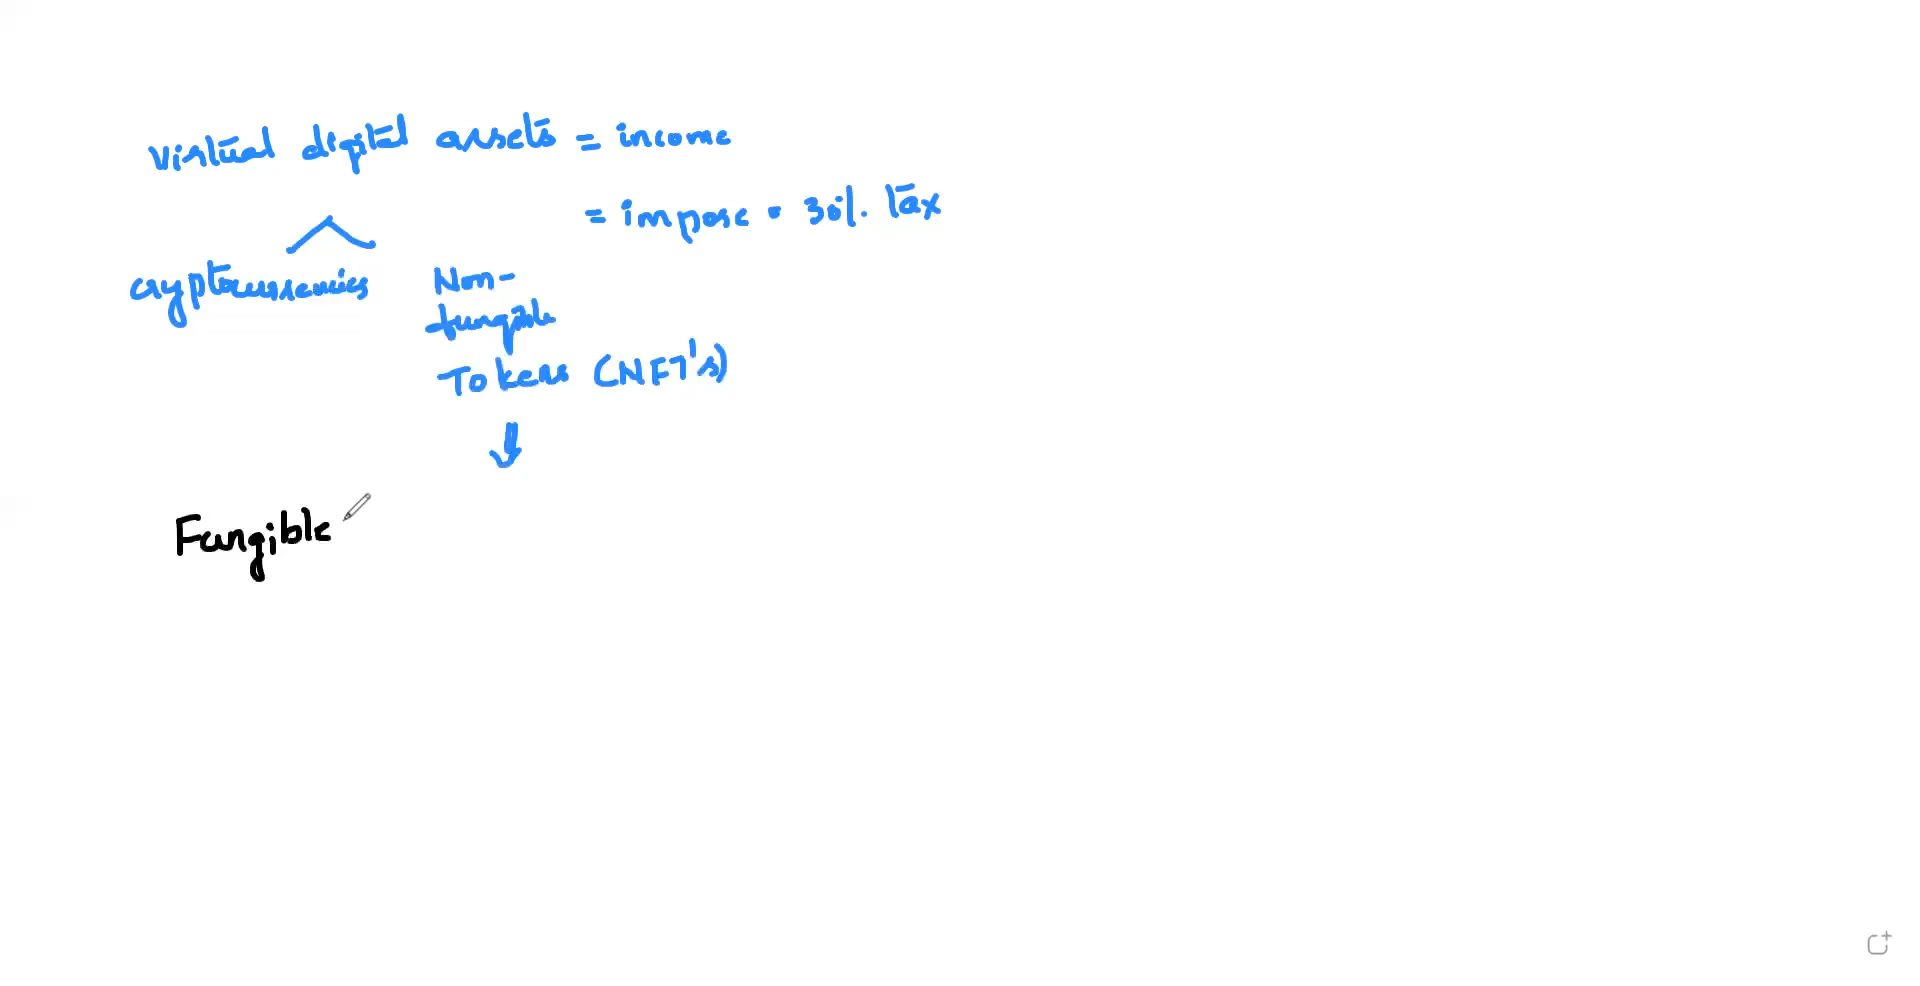 Virtual digital assets = income
= impose • 30%. tax
cryptocurrencies
Non-
fungible
Tokens (NFT's)
Fungible